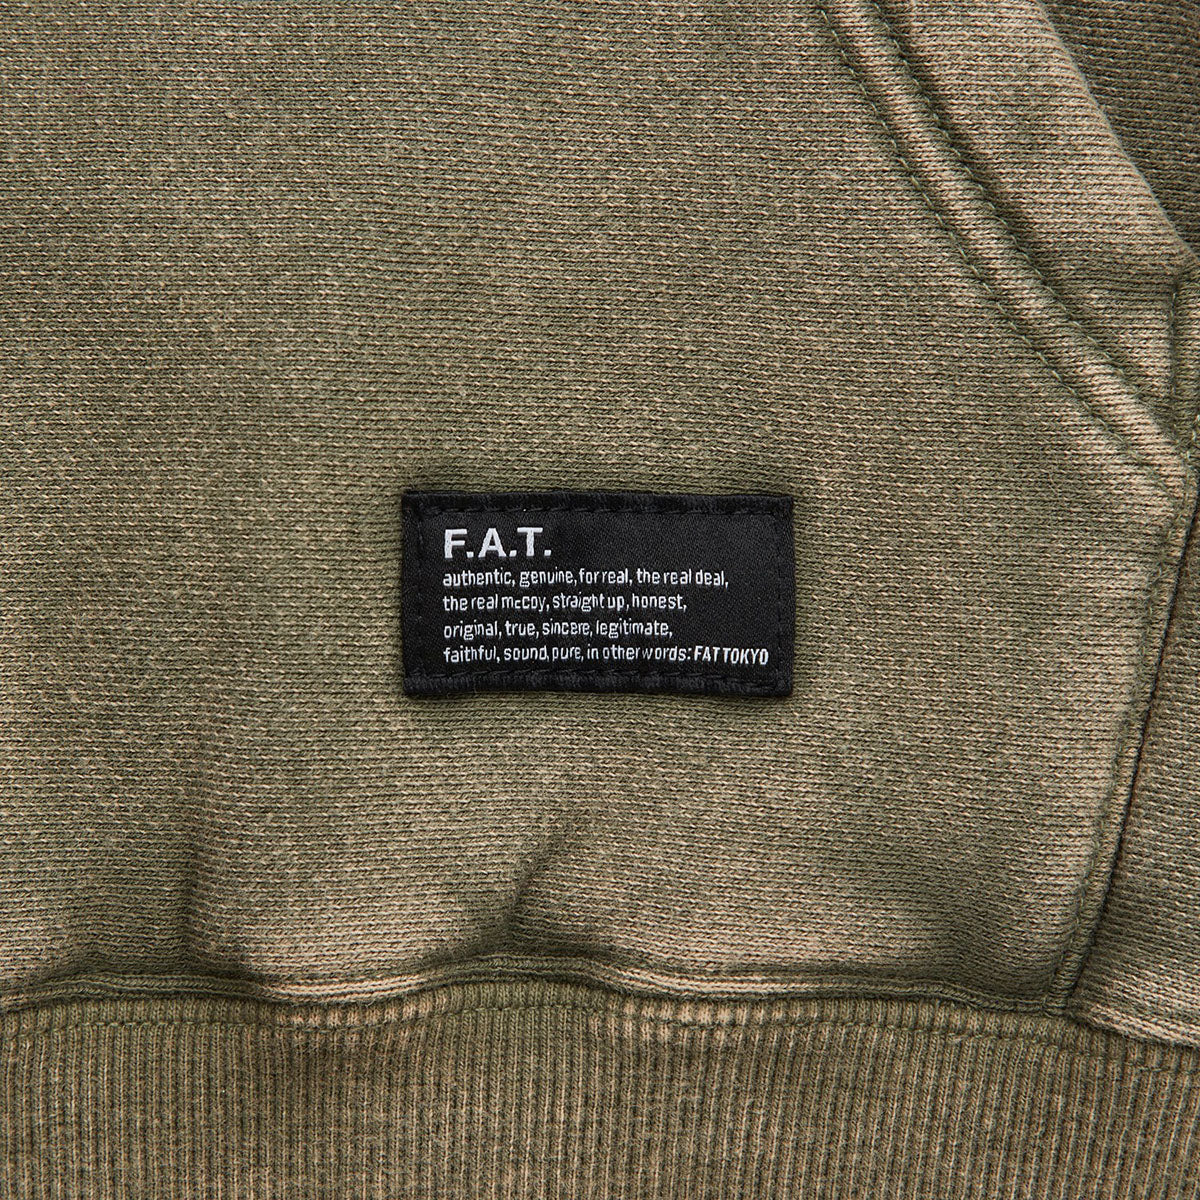 F.A.T.
authentic, genuine, for real, the real deal,
the real mccoy, straight up, honest,
original, true, sincere, legitimate,
faithful, sound, pure, in other words: FAT TOKYO